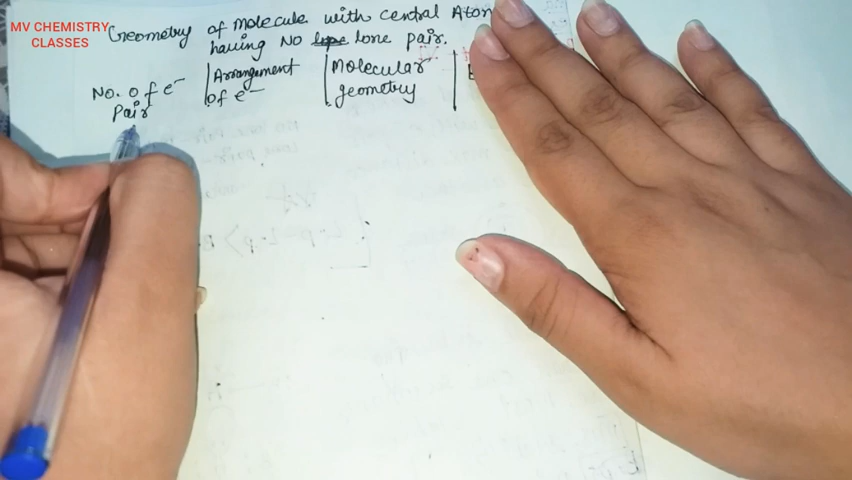 MV CHEMISTRY
CLASSES
Geometry of Molecule with central Atom
having NO lone pair.
No. of e⁻ Pair
Arrangement of e⁻
Molecular geometry
E